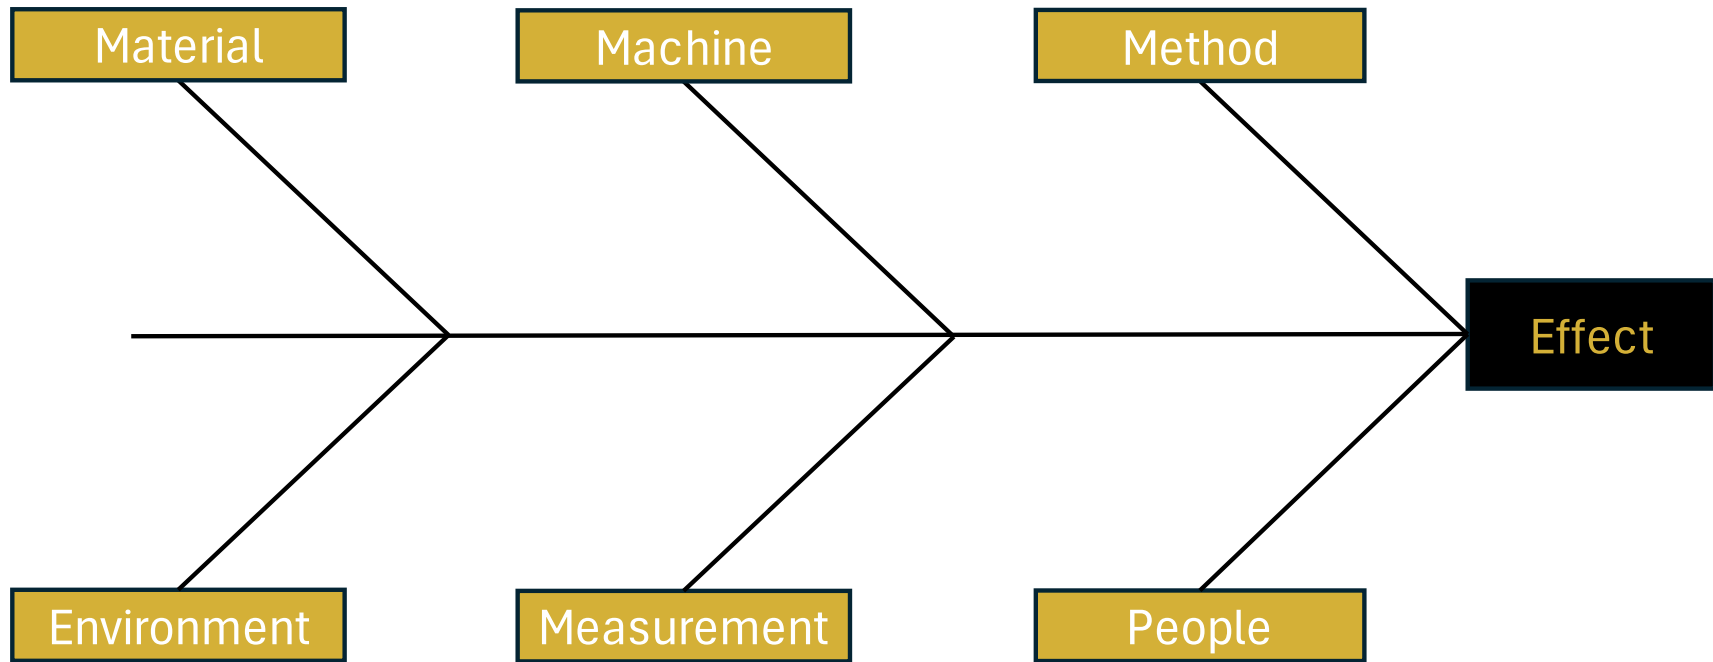 Material
Machine
Method
Effect
Environment
Measurement
People